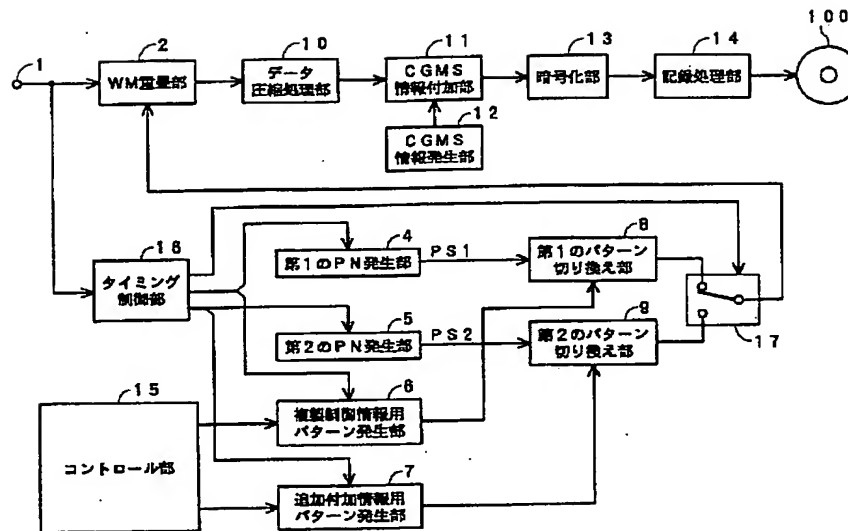 100
2
10
11
13
14
1
WM重畳部
データ
圧縮処理部
CGMS
情報付加部
暗号化部
記録処理部
12
CGMS
情報発生部
16
タイミング
制御部
4
第1のPN発生部
PS1
8
第1のパターン
切り換え部
5
第2のPN発生部
PS2
9
第2のパターン
切り換え部
17
15
コントロール部
6
複製制御情報用
パターン発生部
7
追加付加情報用
パターン発生部